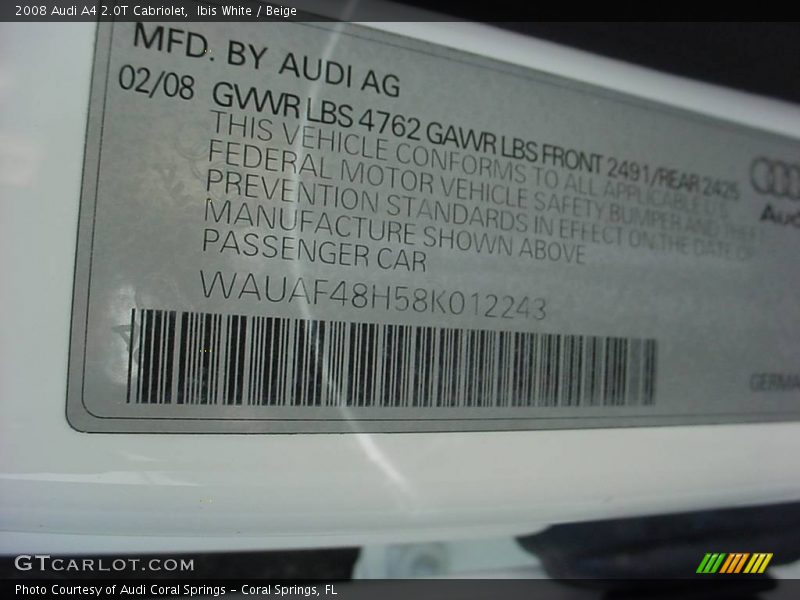 2008 Audi A4 2.0T Cabriolet, Ibis White / Beige
MFD. BY AUDI AG
02/08 GVWR LBS 4762 GAWR LBS FRONT 2491/REAR 2425
THIS VEHICLE CONFORMS TO ALL APPLICABLE U.S.
FEDERAL MOTOR VEHICLE SAFETY, BUMPER AND THEFT
PREVENTION STANDARDS IN EFFECT ON THE DATE OF
MANUFACTURE SHOWN ABOVE
PASSENGER CAR
WAUAF48H58K012243
GTCARLOT.COM
Photo Courtesy of Audi Coral Springs - Coral Springs, FL